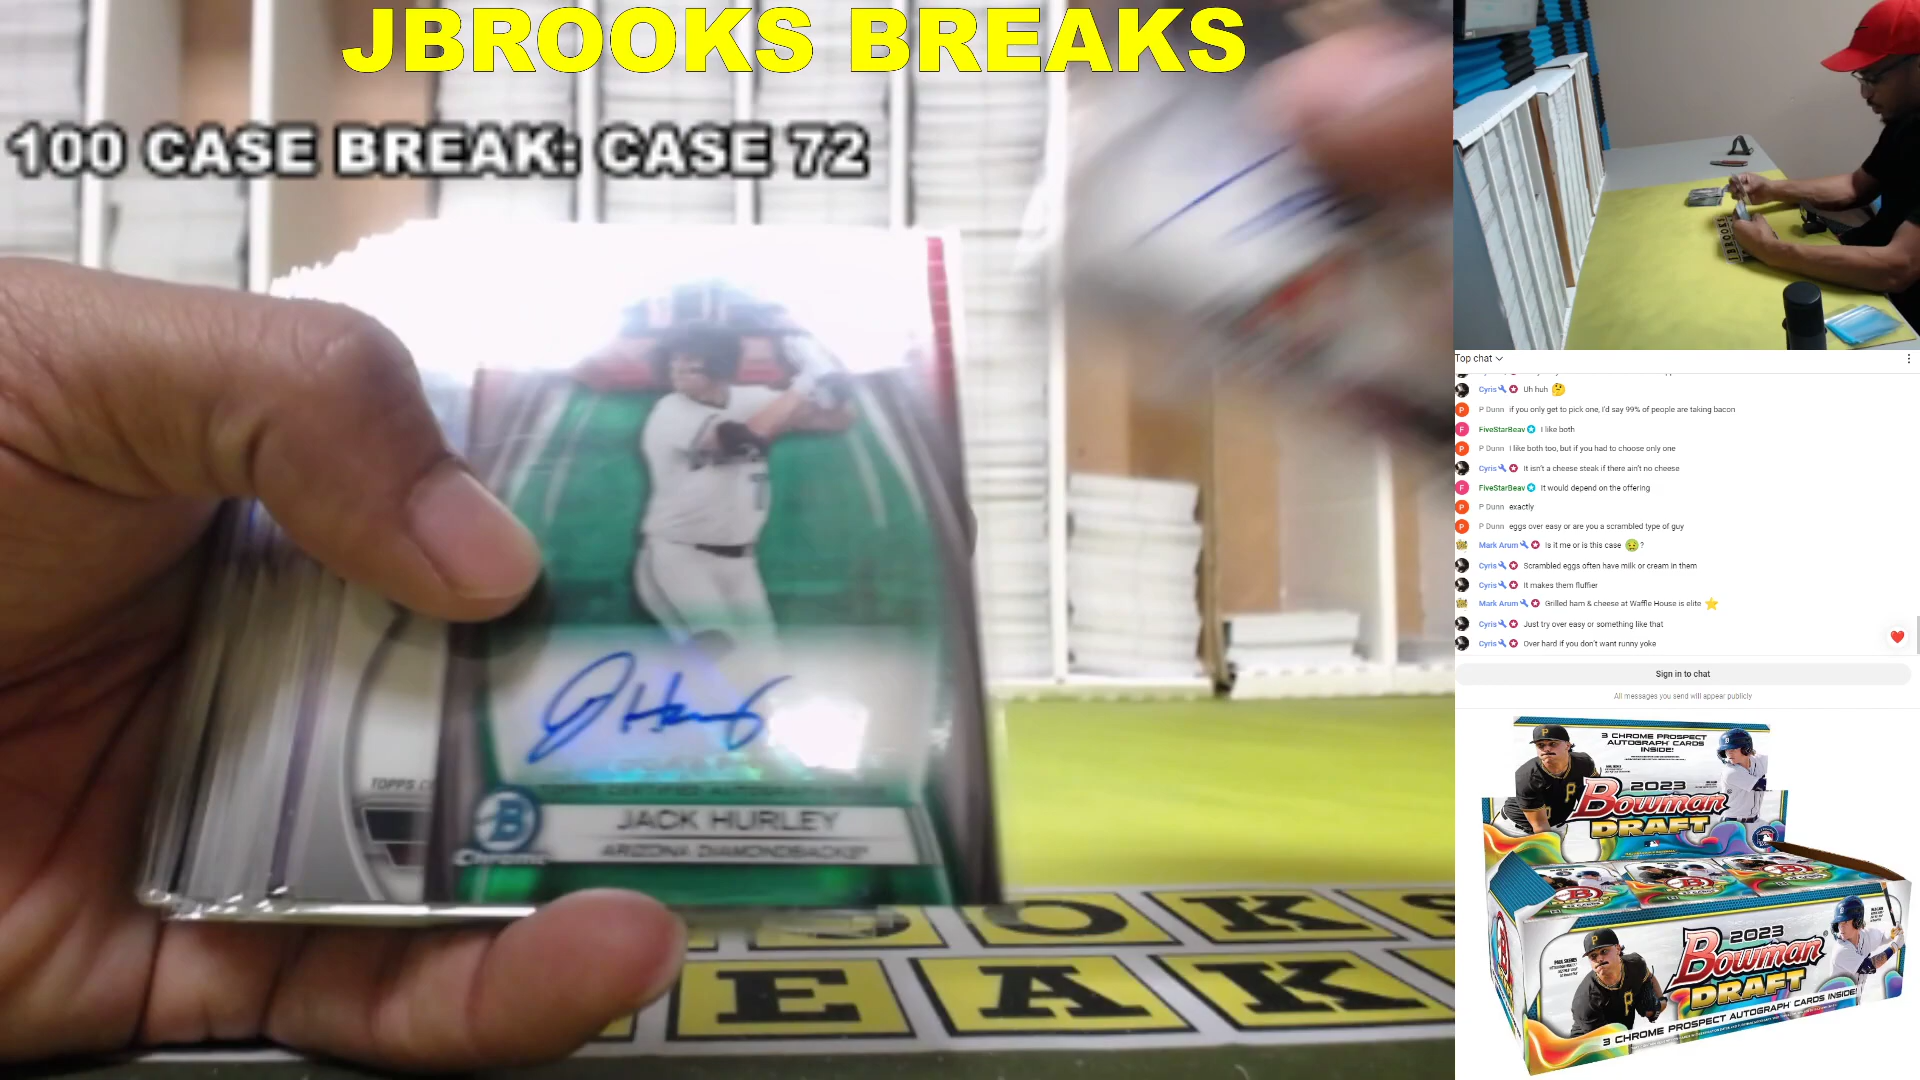 JBROOKS BREAKS
100 CASE BREAK: CASE 72
TOPPS C
TOPPS CERTIFIED AUTOGRAPH
B
Chrome
JACK HURLEY
ARIZONA DIAMONDBACKS
OOKS
EAK
Top chat
Cyris Uh huh 🤔
P Dunn if you only get to pick one, I'd say 99% of people are taking bacon
FiveStarBeav I like both
P Dunn I like both too, but if you had to choose only one
Cyris It isn't a cheese steak if there ain't no cheese
FiveStarBeav It would depend on the offering
P Dunn exactly
P Dunn eggs over easy or are you a scrambled type of guy
Mark Arum Is it me or is this case 🤢?
Cyris Scrambled eggs often have milk or cream in them
Cyris It makes them fluffier
Mark Arum Grilled ham & cheese at Waffle House is elite ⭐
Cyris Just try over easy or something like that
Cyris Over hard if you don't want runny yoke
Sign in to chat
All messages you send will appear publicly
3 CHROME PROSPECT
AUTOGRAPH CARDS
INSIDE!
2023
Bowman
DRAFT
2023
Bowman
DRAFT
3 CHROME PROSPECT AUTOGRAPH CARDS INSIDE!